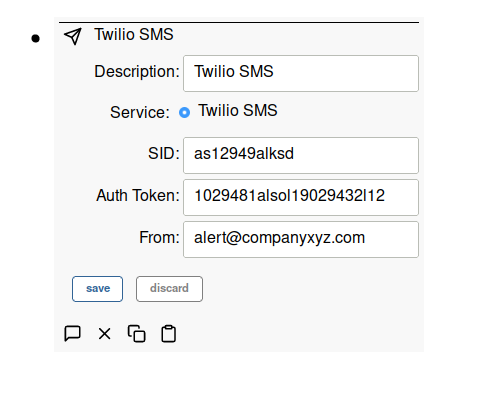 Twilio SMS
Description: Twilio SMS
Service: Twilio SMS
SID: as12949alksd
Auth Token: 1029481alsol19029432l12
From: alert@companyxyz.com
save discard